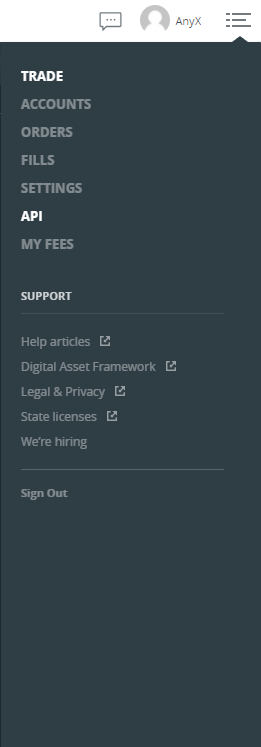 AnyX
TRADE
ACCOUNTS
ORDERS
FILLS
SETTINGS
API
MY FEES
SUPPORT
Help articles
Digital Asset Framework
Legal & Privacy
State licenses
We're hiring
Sign Out